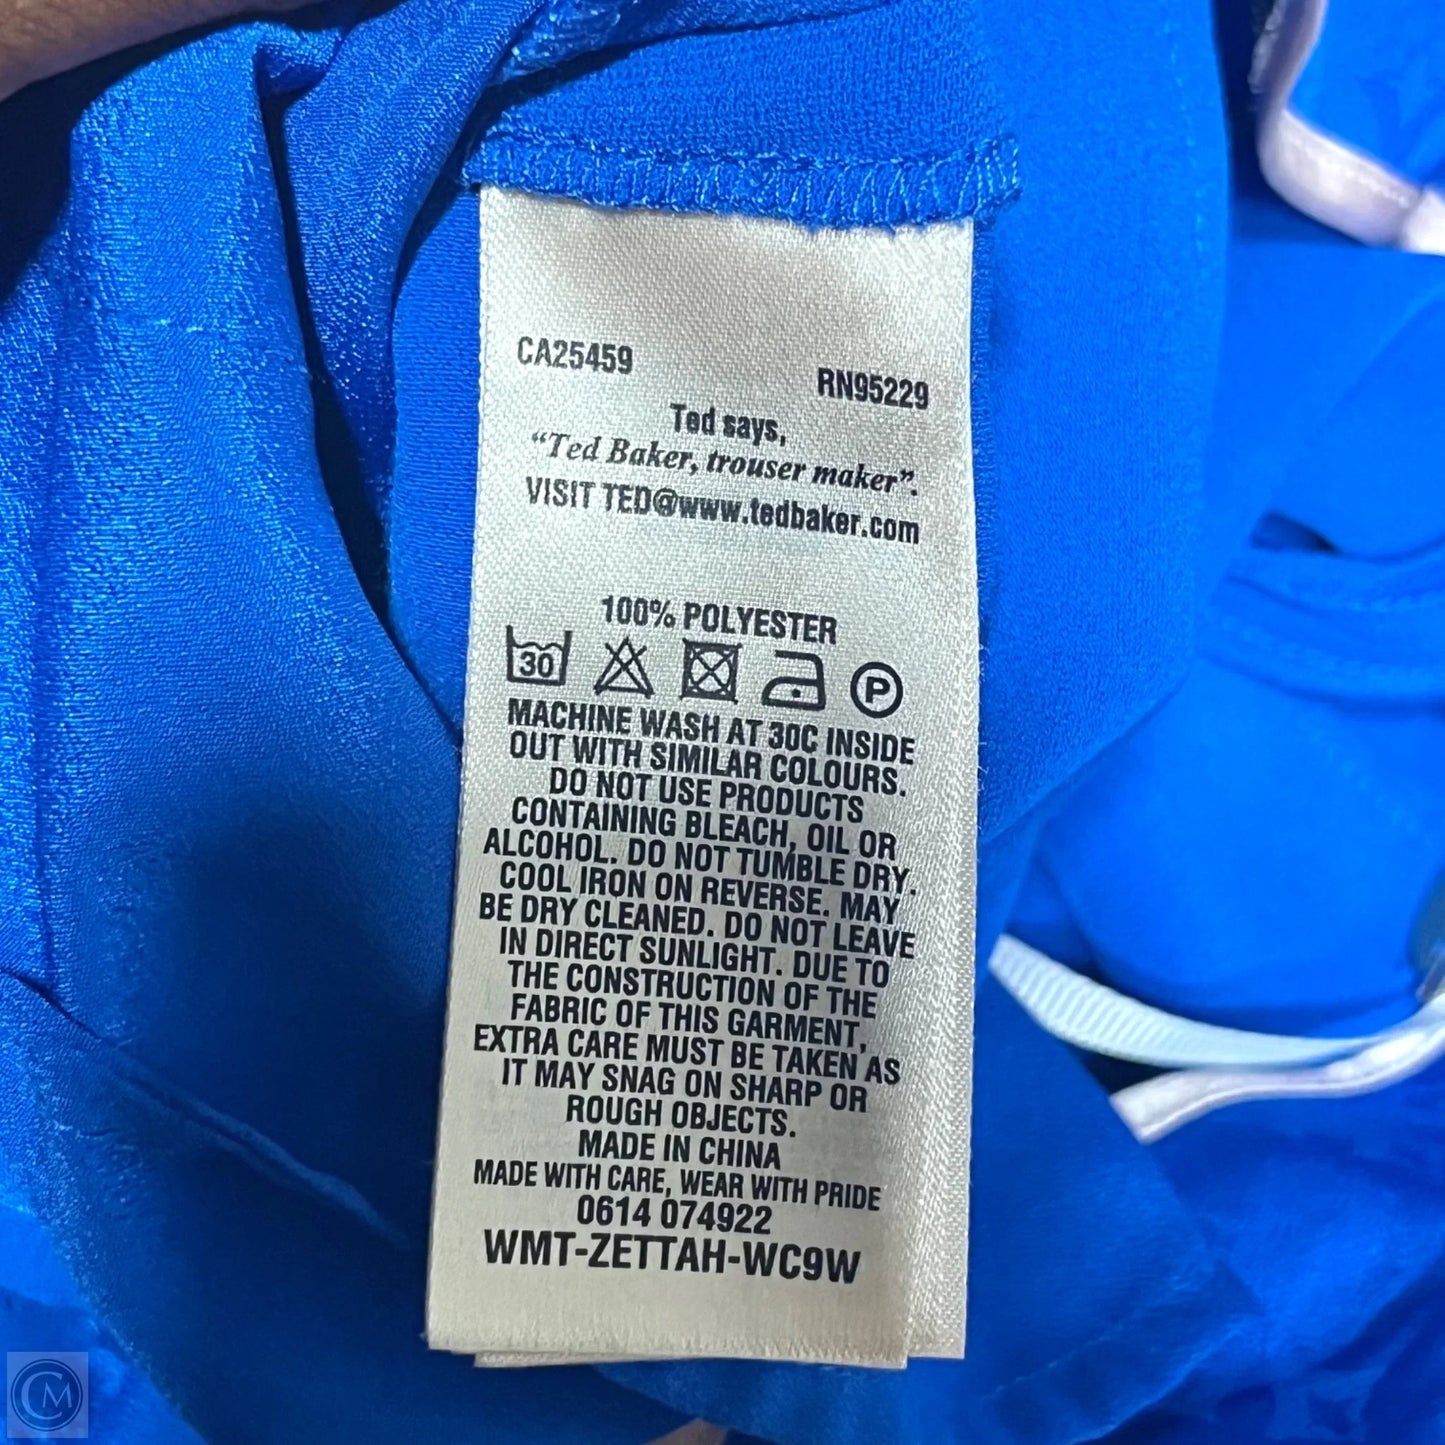 CA25459
RN95229
Ted says,
“Ted Baker, trouser maker”.
VISIT TED@www.tedbaker.com
100% POLYESTER
30 P
MACHINE WASH AT 30C INSIDE
OUT WITH SIMILAR COLOURS.
DO NOT USE PRODUCTS
CONTAINING BLEACH, OIL OR
ALCOHOL. DO NOT TUMBLE DRY.
COOL IRON ON REVERSE. MAY
BE DRY CLEANED. DO NOT LEAVE
IN DIRECT SUNLIGHT. DUE TO
THE CONSTRUCTION OF THE
FABRIC OF THIS GARMENT,
EXTRA CARE MUST BE TAKEN AS
IT MAY SNAG ON SHARP OR
ROUGH OBJECTS.
MADE IN CHINA
MADE WITH CARE, WEAR WITH PRIDE
0614 074922
WMT-ZETTAH-WC9W
CM